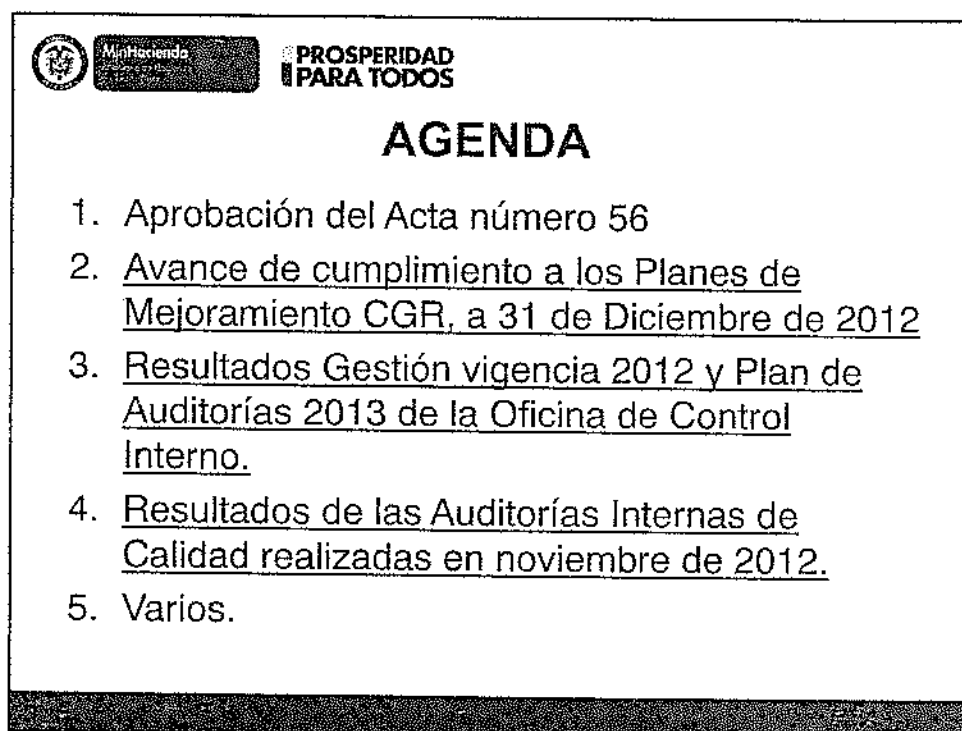 MinHacienda
PROSPERIDAD
PARA TODOS
AGENDA
1. Aprobación del Acta número 56
2. Avance de cumplimiento a los Planes de
Mejoramiento CGR, a 31 de Diciembre de 2012
3. Resultados Gestión vigencia 2012 y Plan de
Auditorías 2013 de la Oficina de Control
Interno.
4. Resultados de las Auditorías Internas de
Calidad realizadas en noviembre de 2012.
5. Varios.